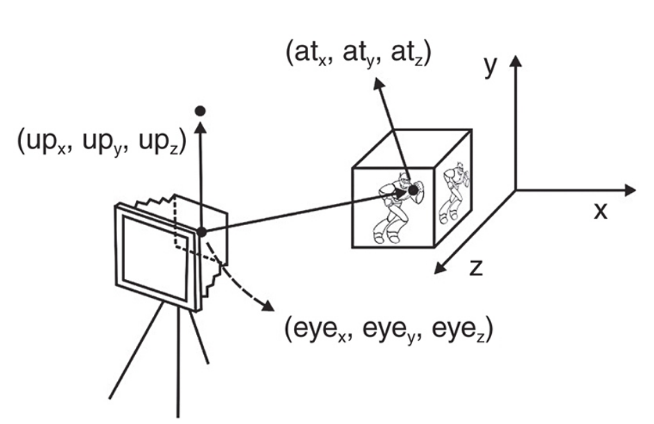 (atx, aty, atz)
y
(upx, upy, upz)
x
z
(eyex, eyey, eyez)